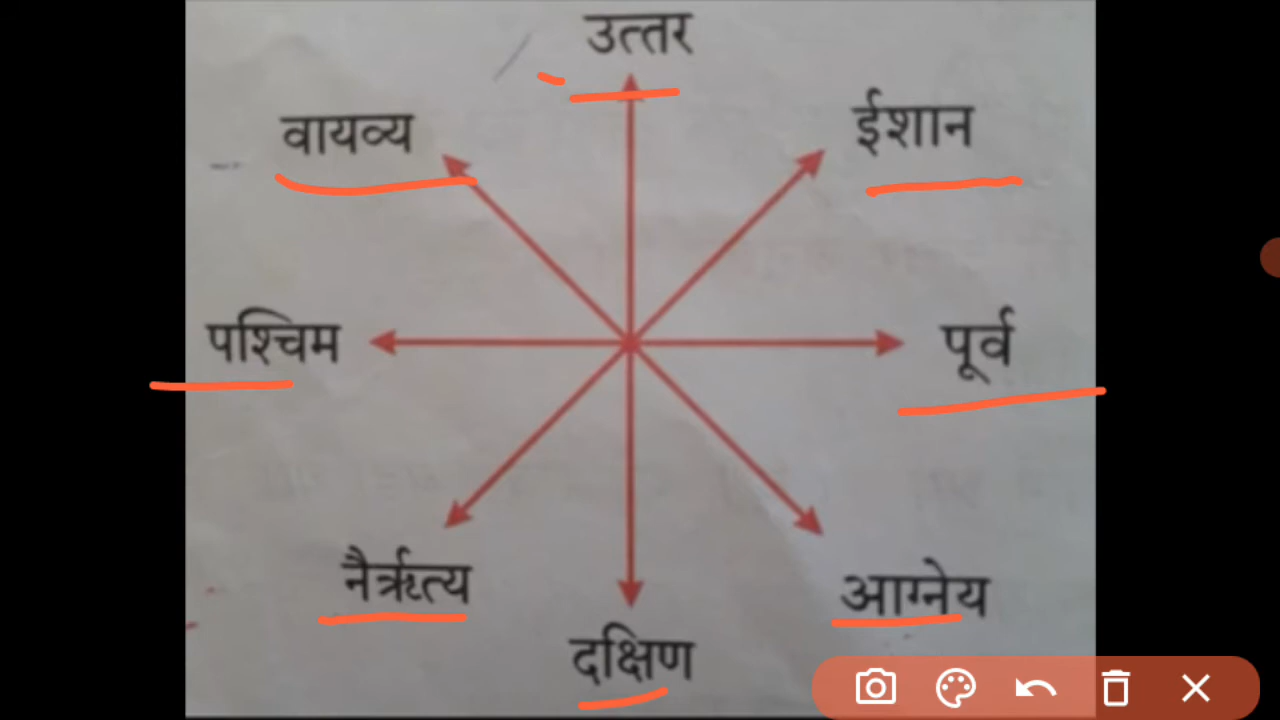 उत्तर
वायव्य
ईशान
पश्चिम
पूर्व
नैर्ऋत्य
आग्नेय
दक्षिण